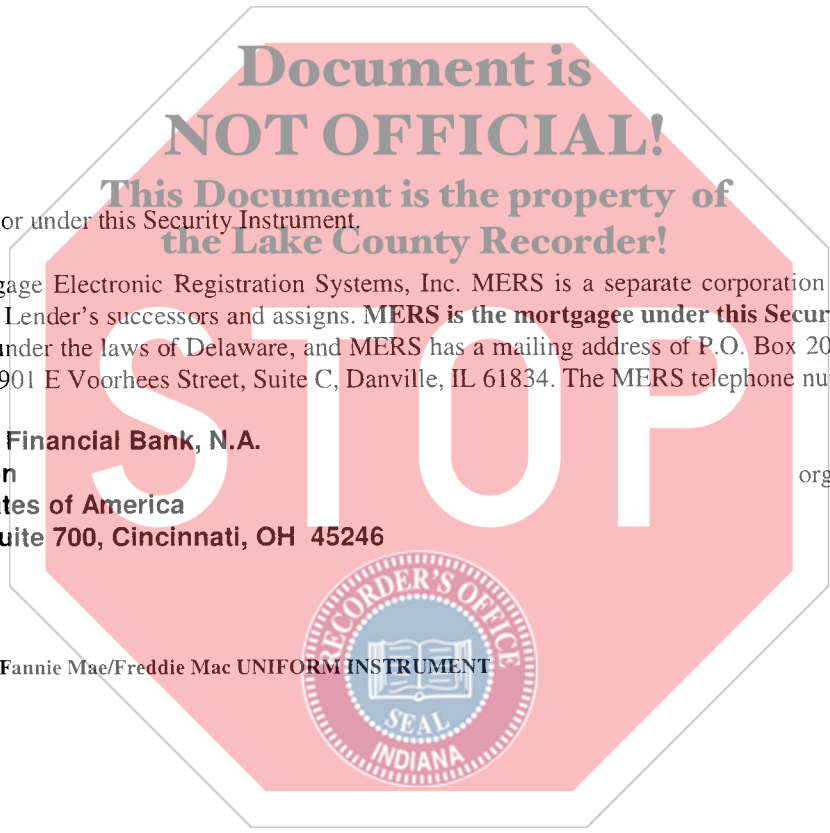 Document is
NOT OFFICIAL!
This Document is the property of
or under this Security Instrument.
the Lake County Recorder!
gage Electronic Registration Systems, Inc. MERS is a separate corporation
Lender's successors and assigns. MERS is the mortgagee under this Secur
under the laws of Delaware, and MERS has a mailing address of P.O. Box 20
901 E Voorhees Street, Suite C, Danville, IL 61834. The MERS telephone nu
STOP
Financial Bank, N.A.
n org
tes of America
uite 700, Cincinnati, OH 45246
RECORDER'S OFFICE
Fannie Mae/Freddie Mac UNIFORM INSTRUMENT
SEAL
INDIANA